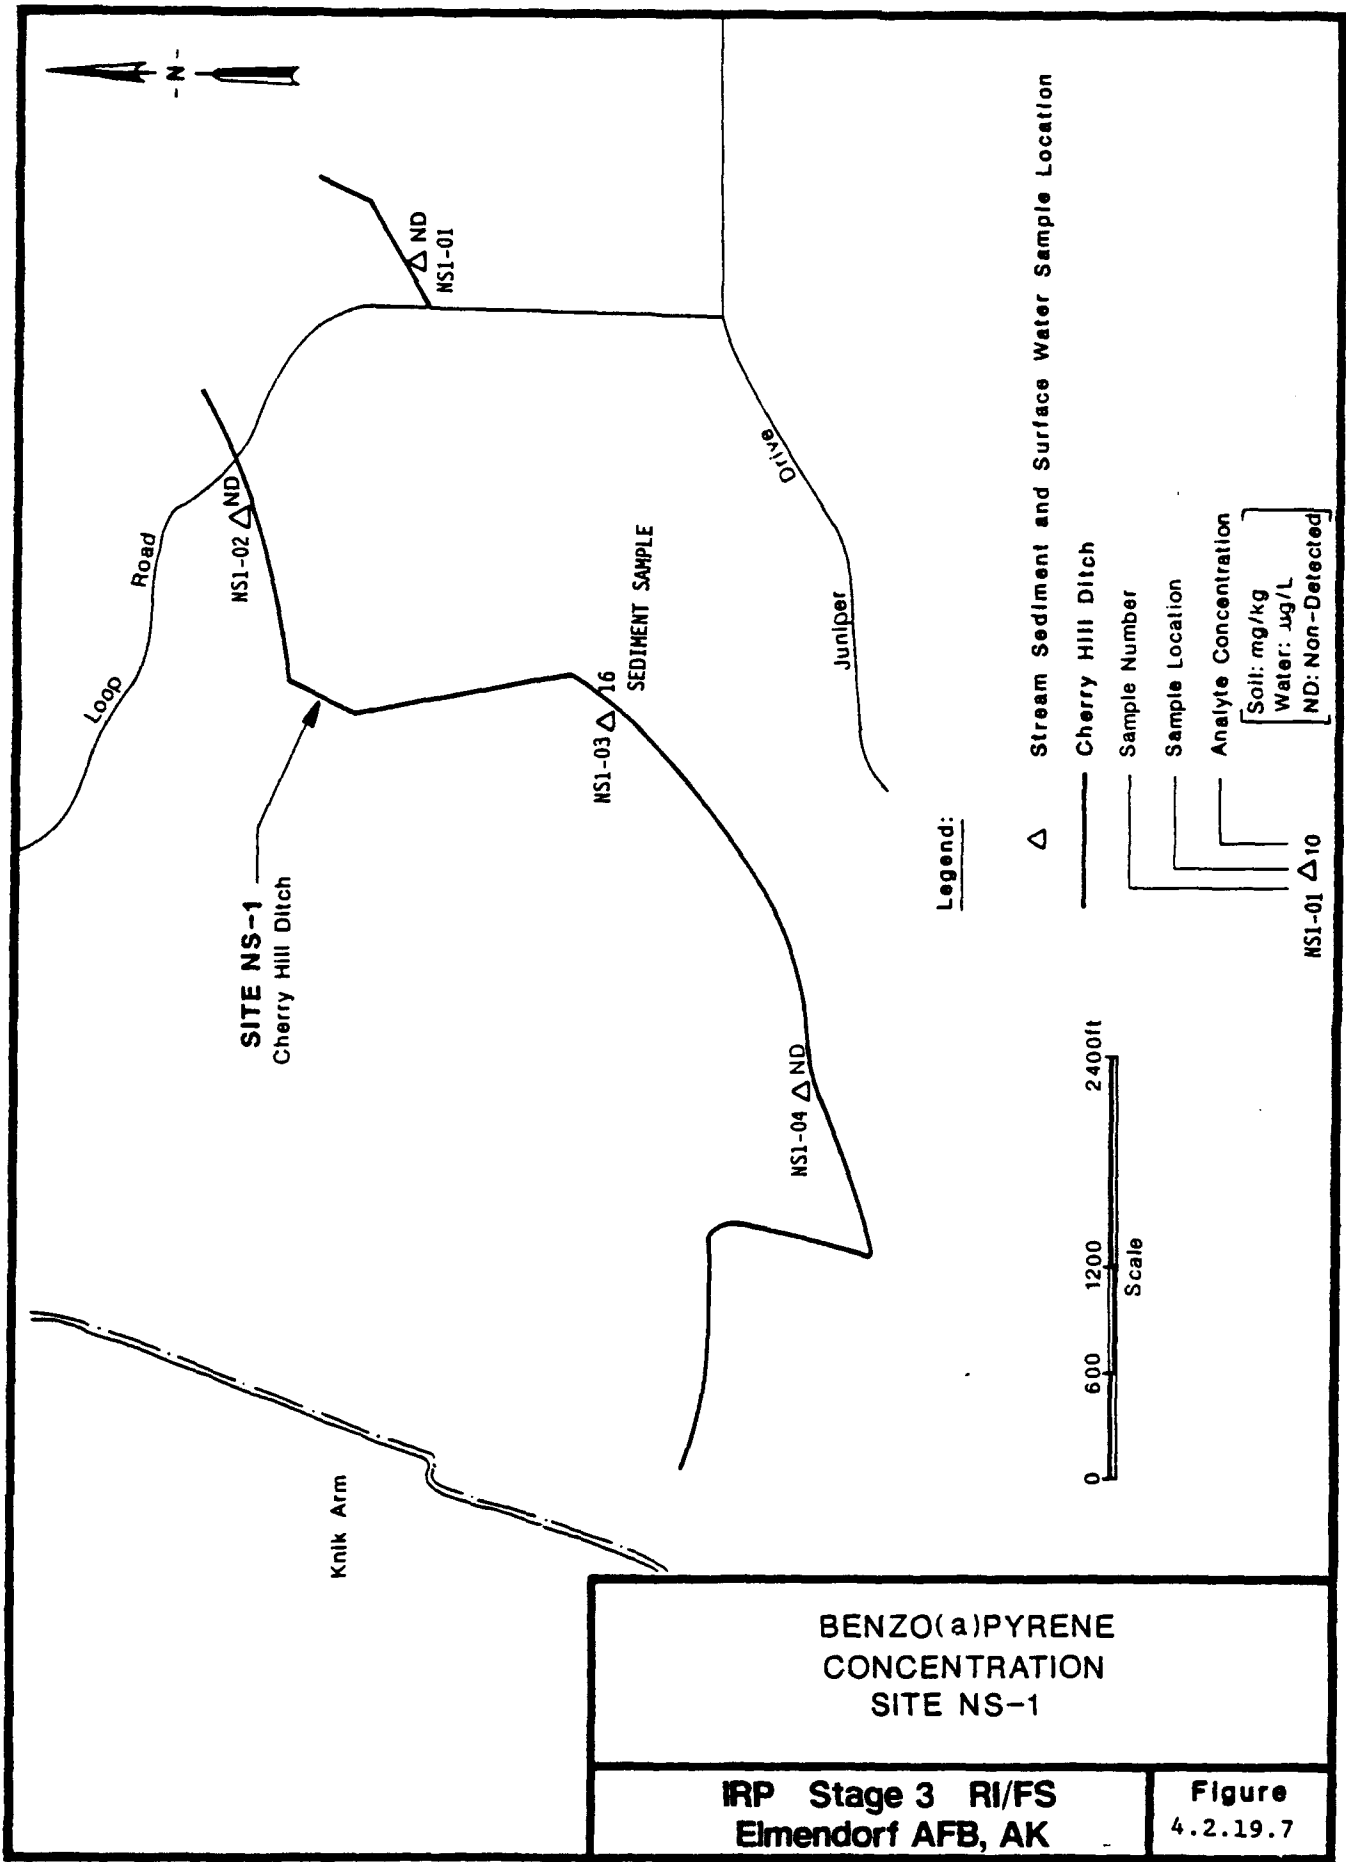 - N -
Loop
Road
NS1-02
ND
ND
NS1-01
SITE NS-1
Cherry Hill Ditch
NS1-03
16
SEDIMENT SAMPLE
Juniper
Drive
NS1-04
ND
Knik Arm
Legend:
Stream Sediment and Surface Water Sample Location
Cherry Hill Ditch
Sample Number
Sample Location
Analyte Concentration
Soil: mg/kg
Water: ug/L
ND: Non-Detected
NS1-01 △ 10
0 600 1200 2400ft
Scale
BENZO(a)PYRENE
CONCENTRATION
SITE NS-1
IRP Stage 3 RI/FS
Elmendorf AFB, AK
Figure
4.2.19.7